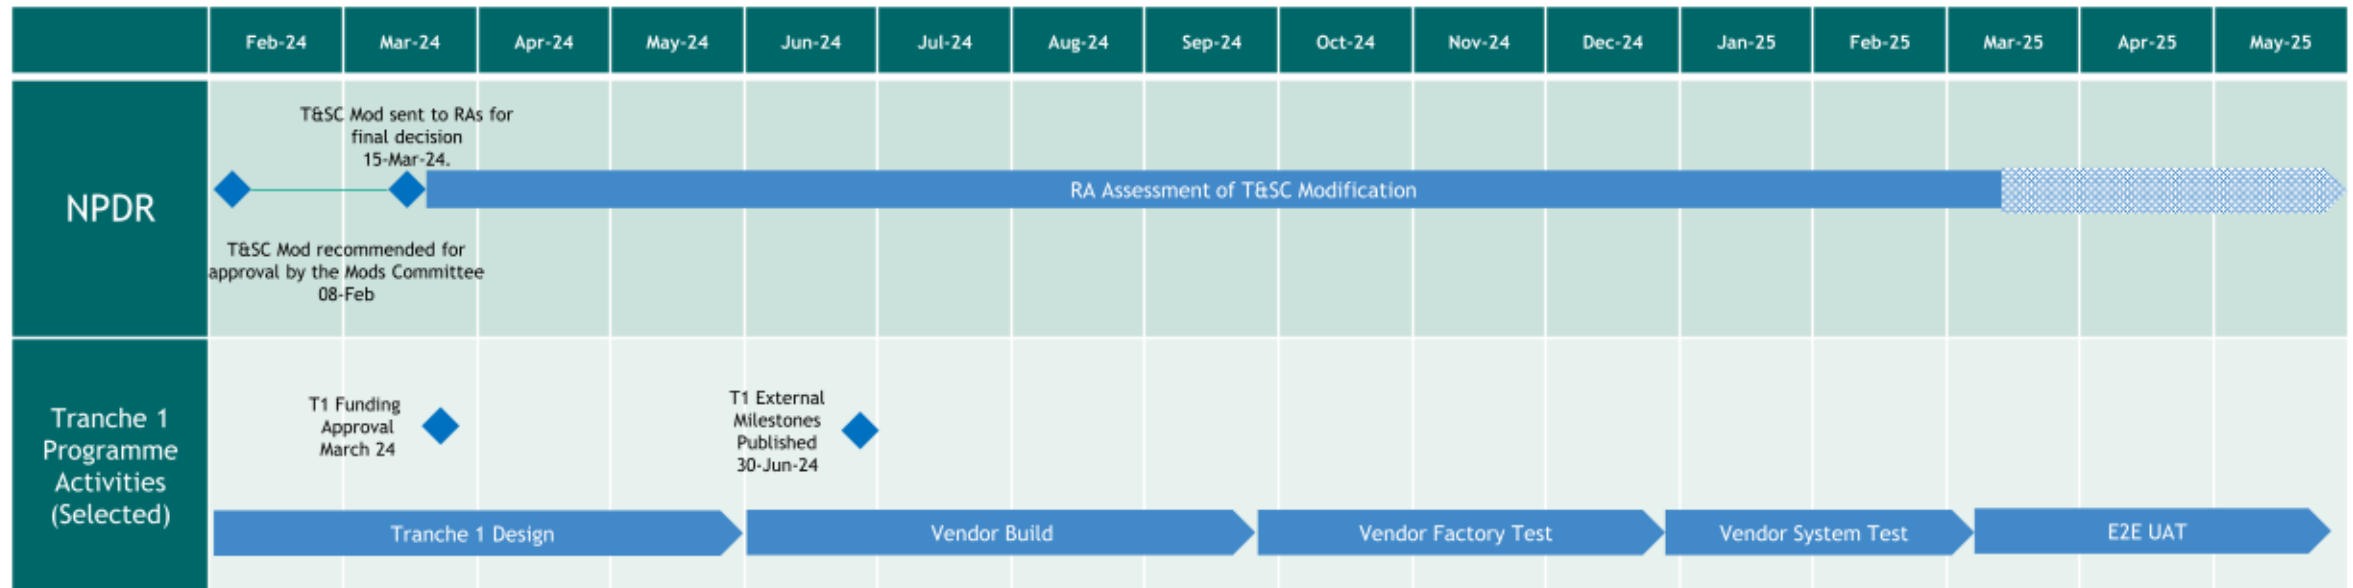 Feb-24 Mar-24 Apr-24 May-24 Jun-24 Jul-24 Aug-24 Sep-24 Oct-24 Nov-24 Dec-24 Jan-25 Feb-25 Mar-25 Apr-25 May-25
NPDR
T&SC Mod sent to RAs for
final decision
15-Mar-24.
RA Assessment of T&SC Modification
T&SC Mod recommended for
approval by the Mods Committee
08-Feb
Tranche 1
Programme
Activities
(Selected)
T1 Funding
Approval
March 24
T1 External
Milestones
Published
30-Jun-24
Tranche 1 Design
Vendor Build
Vendor Factory Test
Vendor System Test
E2E UAT